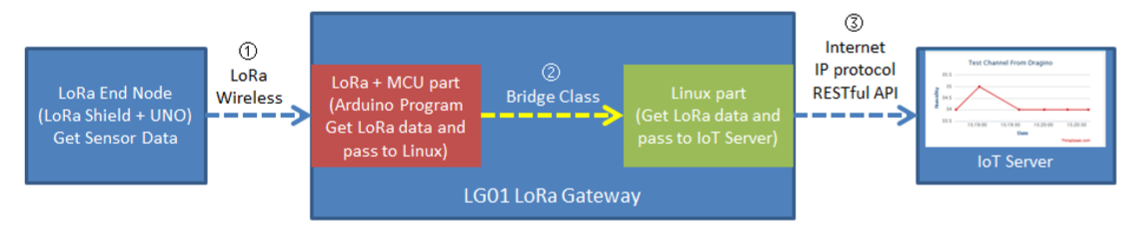 LoRa End Node
(LoRa Shield + UNO)
Get Sensor Data
①
LoRa
Wireless
LoRa + MCU part
(Arduino Program
Get LoRa data and
pass to Linux)
②
Bridge Class
Linux part
(Get LoRa data and
pass to IoT Server)
LG01 LoRa Gateway
③
Internet
IP protocol
RESTful API
Test Channel From Dragino
Humidity
Date
IoT Server